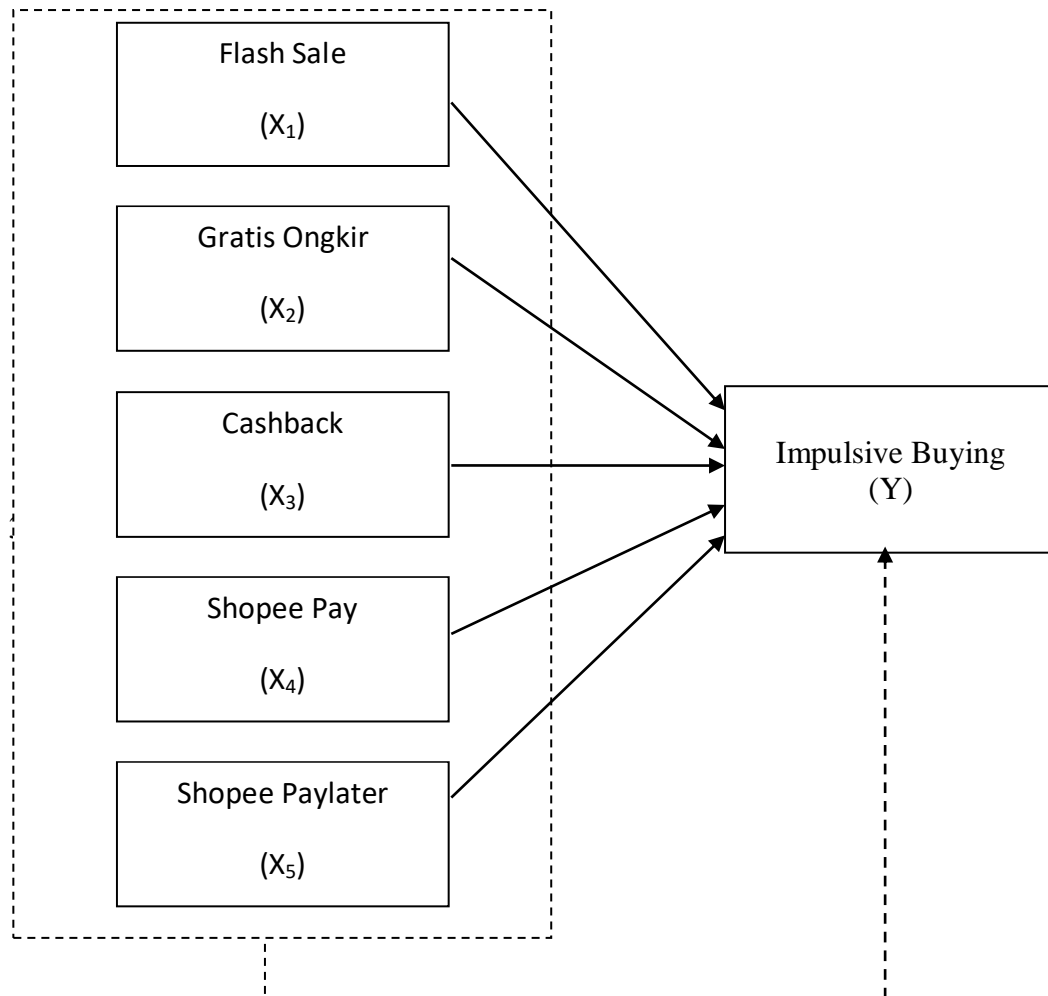 Flash Sale
(X₁)
Gratis Ongkir
(X₂)
Cashback
(X₃)
Shopee Pay
(X₄)
Shopee Paylater
(X₅)
Impulsive Buying
(Y)